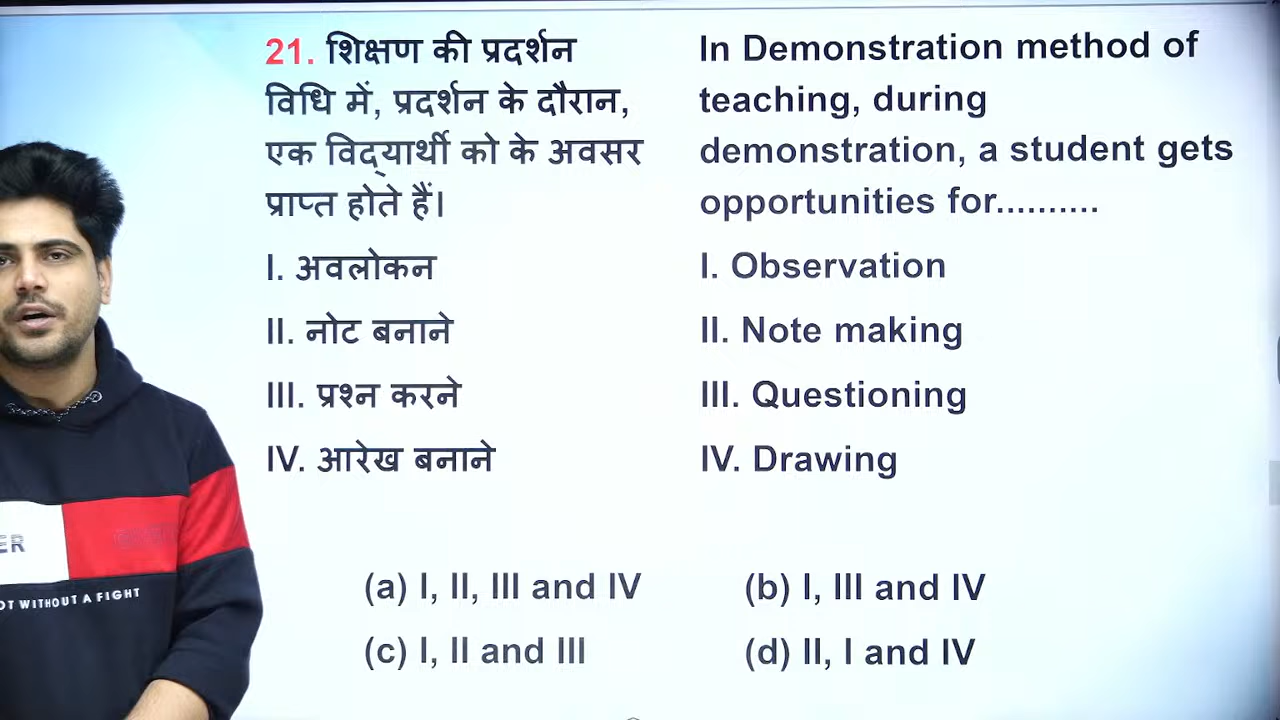 21. शिक्षण की प्रदर्शन
विधि में, प्रदर्शन के दौरान,
एक विद्यार्थी को के अवसर
प्राप्त होते हैं।
I. अवलोकन
II. नोट बनाने
III. प्रश्न करने
IV. आरेख बनाने
In Demonstration method of
teaching, during
demonstration, a student gets
opportunities for..........
I. Observation
II. Note making
III. Questioning
IV. Drawing
(a) I, II, III and IV
(b) I, III and IV
(c) I, II and III
(d) II, I and IV
ER
OT WITHOUT A FIGHT